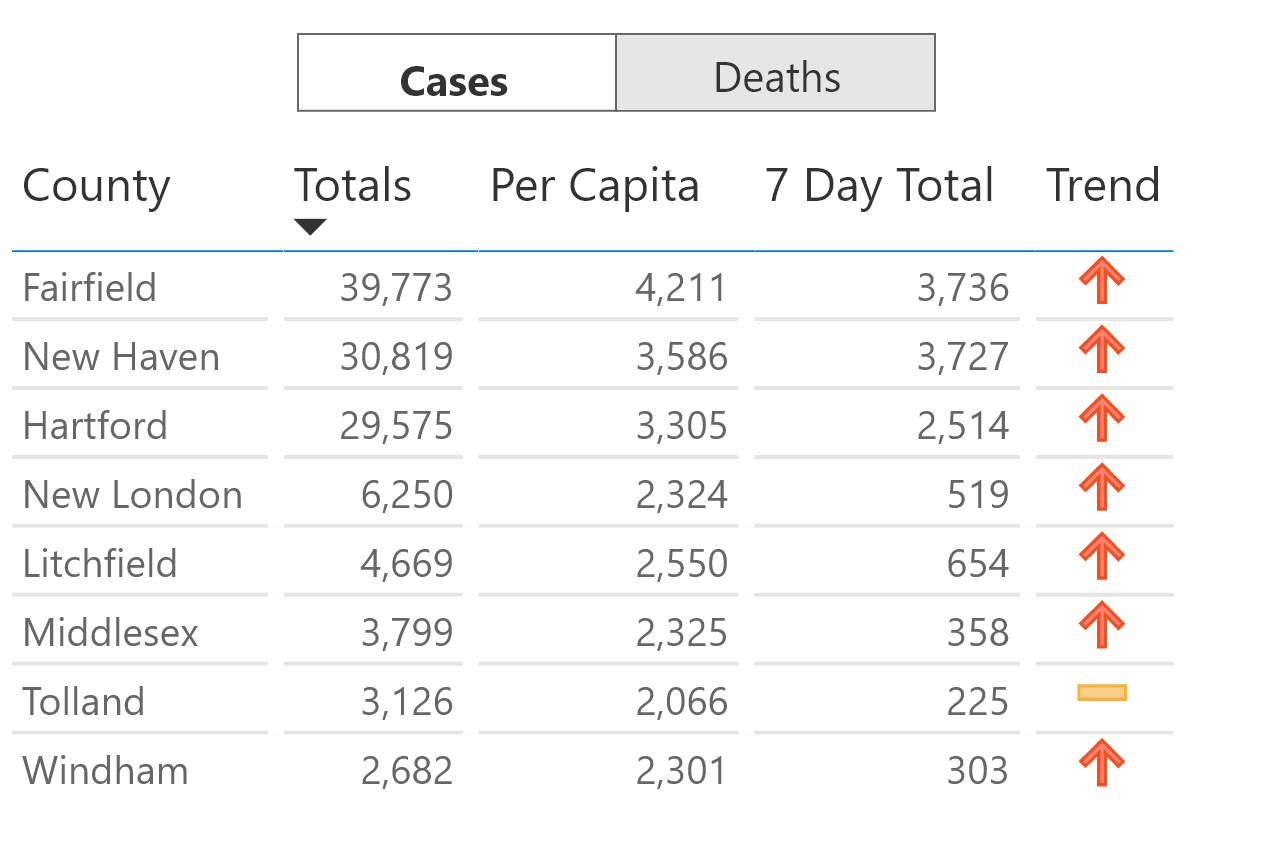 Cases Deaths
County Totals Per Capita 7 Day Total Trend
Fairfield 39,773 4,211 3,736
New Haven 30,819 3,586 3,727
Hartford 29,575 3,305 2,514
New London 6,250 2,324 519
Litchfield 4,669 2,550 654
Middlesex 3,799 2,325 358
Tolland 3,126 2,066 225
Windham 2,682 2,301 303